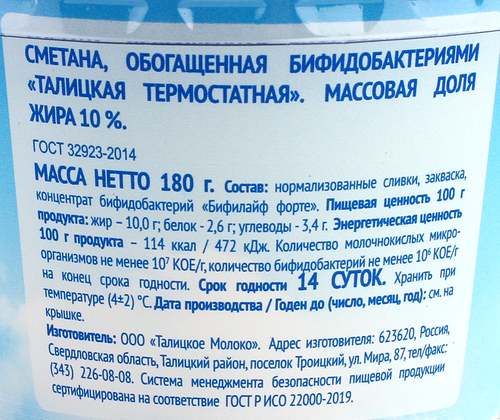 СМЕТАНА, ОБОГАЩЕННАЯ БИФИДОБАКТЕРИЯМИ
«ТАЛИЦКАЯ ТЕРМОСТАТНАЯ». МАССОВАЯ ДОЛЯ
ЖИРА 10 %.
ГОСТ 32923-2014
МАССА НЕТТО 180 г. Состав: нормализованные сливки, закваска,
концентрат бифидобактерий «Бифилайф форте». Пищевая ценность 100 г
продукта: жир – 10,0 г; белок - 2,6 г; углеводы - 3,4 г. Энергетическая ценность
100 г продукта – 114 ккал / 472 кДж. Количество молочнокислых микро-
организмов не менее 10⁷ КОЕ/г, количество бифидобактерий не менее 10⁶ КОЕ/г
на конец срока годности. Срок годности 14 СУТОК. Хранить при
температуре (4±2) °С. Дата производства / Годен до (число, месяц, год): см. на
крышке.
Изготовитель: ООО «Талицкое Молоко». Адрес изготовителя: 623620, Россия,
Свердловская область, Талицкий район, поселок Троицкий, ул. Мира, 87, тел/факс:
(343) 226-08-08. Система менеджмента безопасности пищевой продукции
сертифицирована на соответствие ГОСТ Р ИСО 22000-2019.